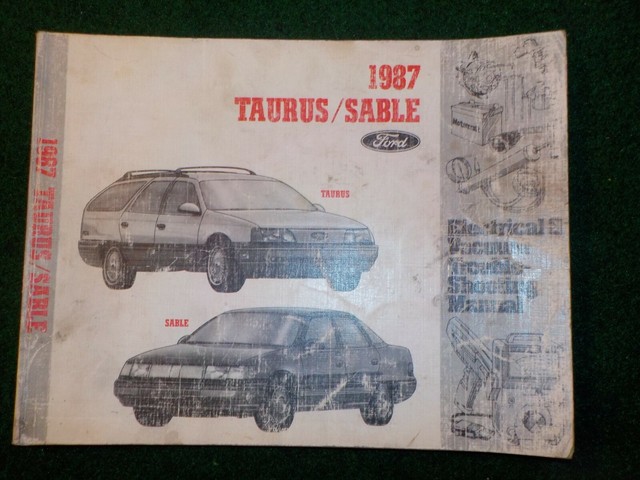 1987
TAURUS/SABLE
Ford
TAURUS
SABLE
1987 TAURUS/SABLE
Electrical &
Vacuum
Trouble-
Shooting
Manual